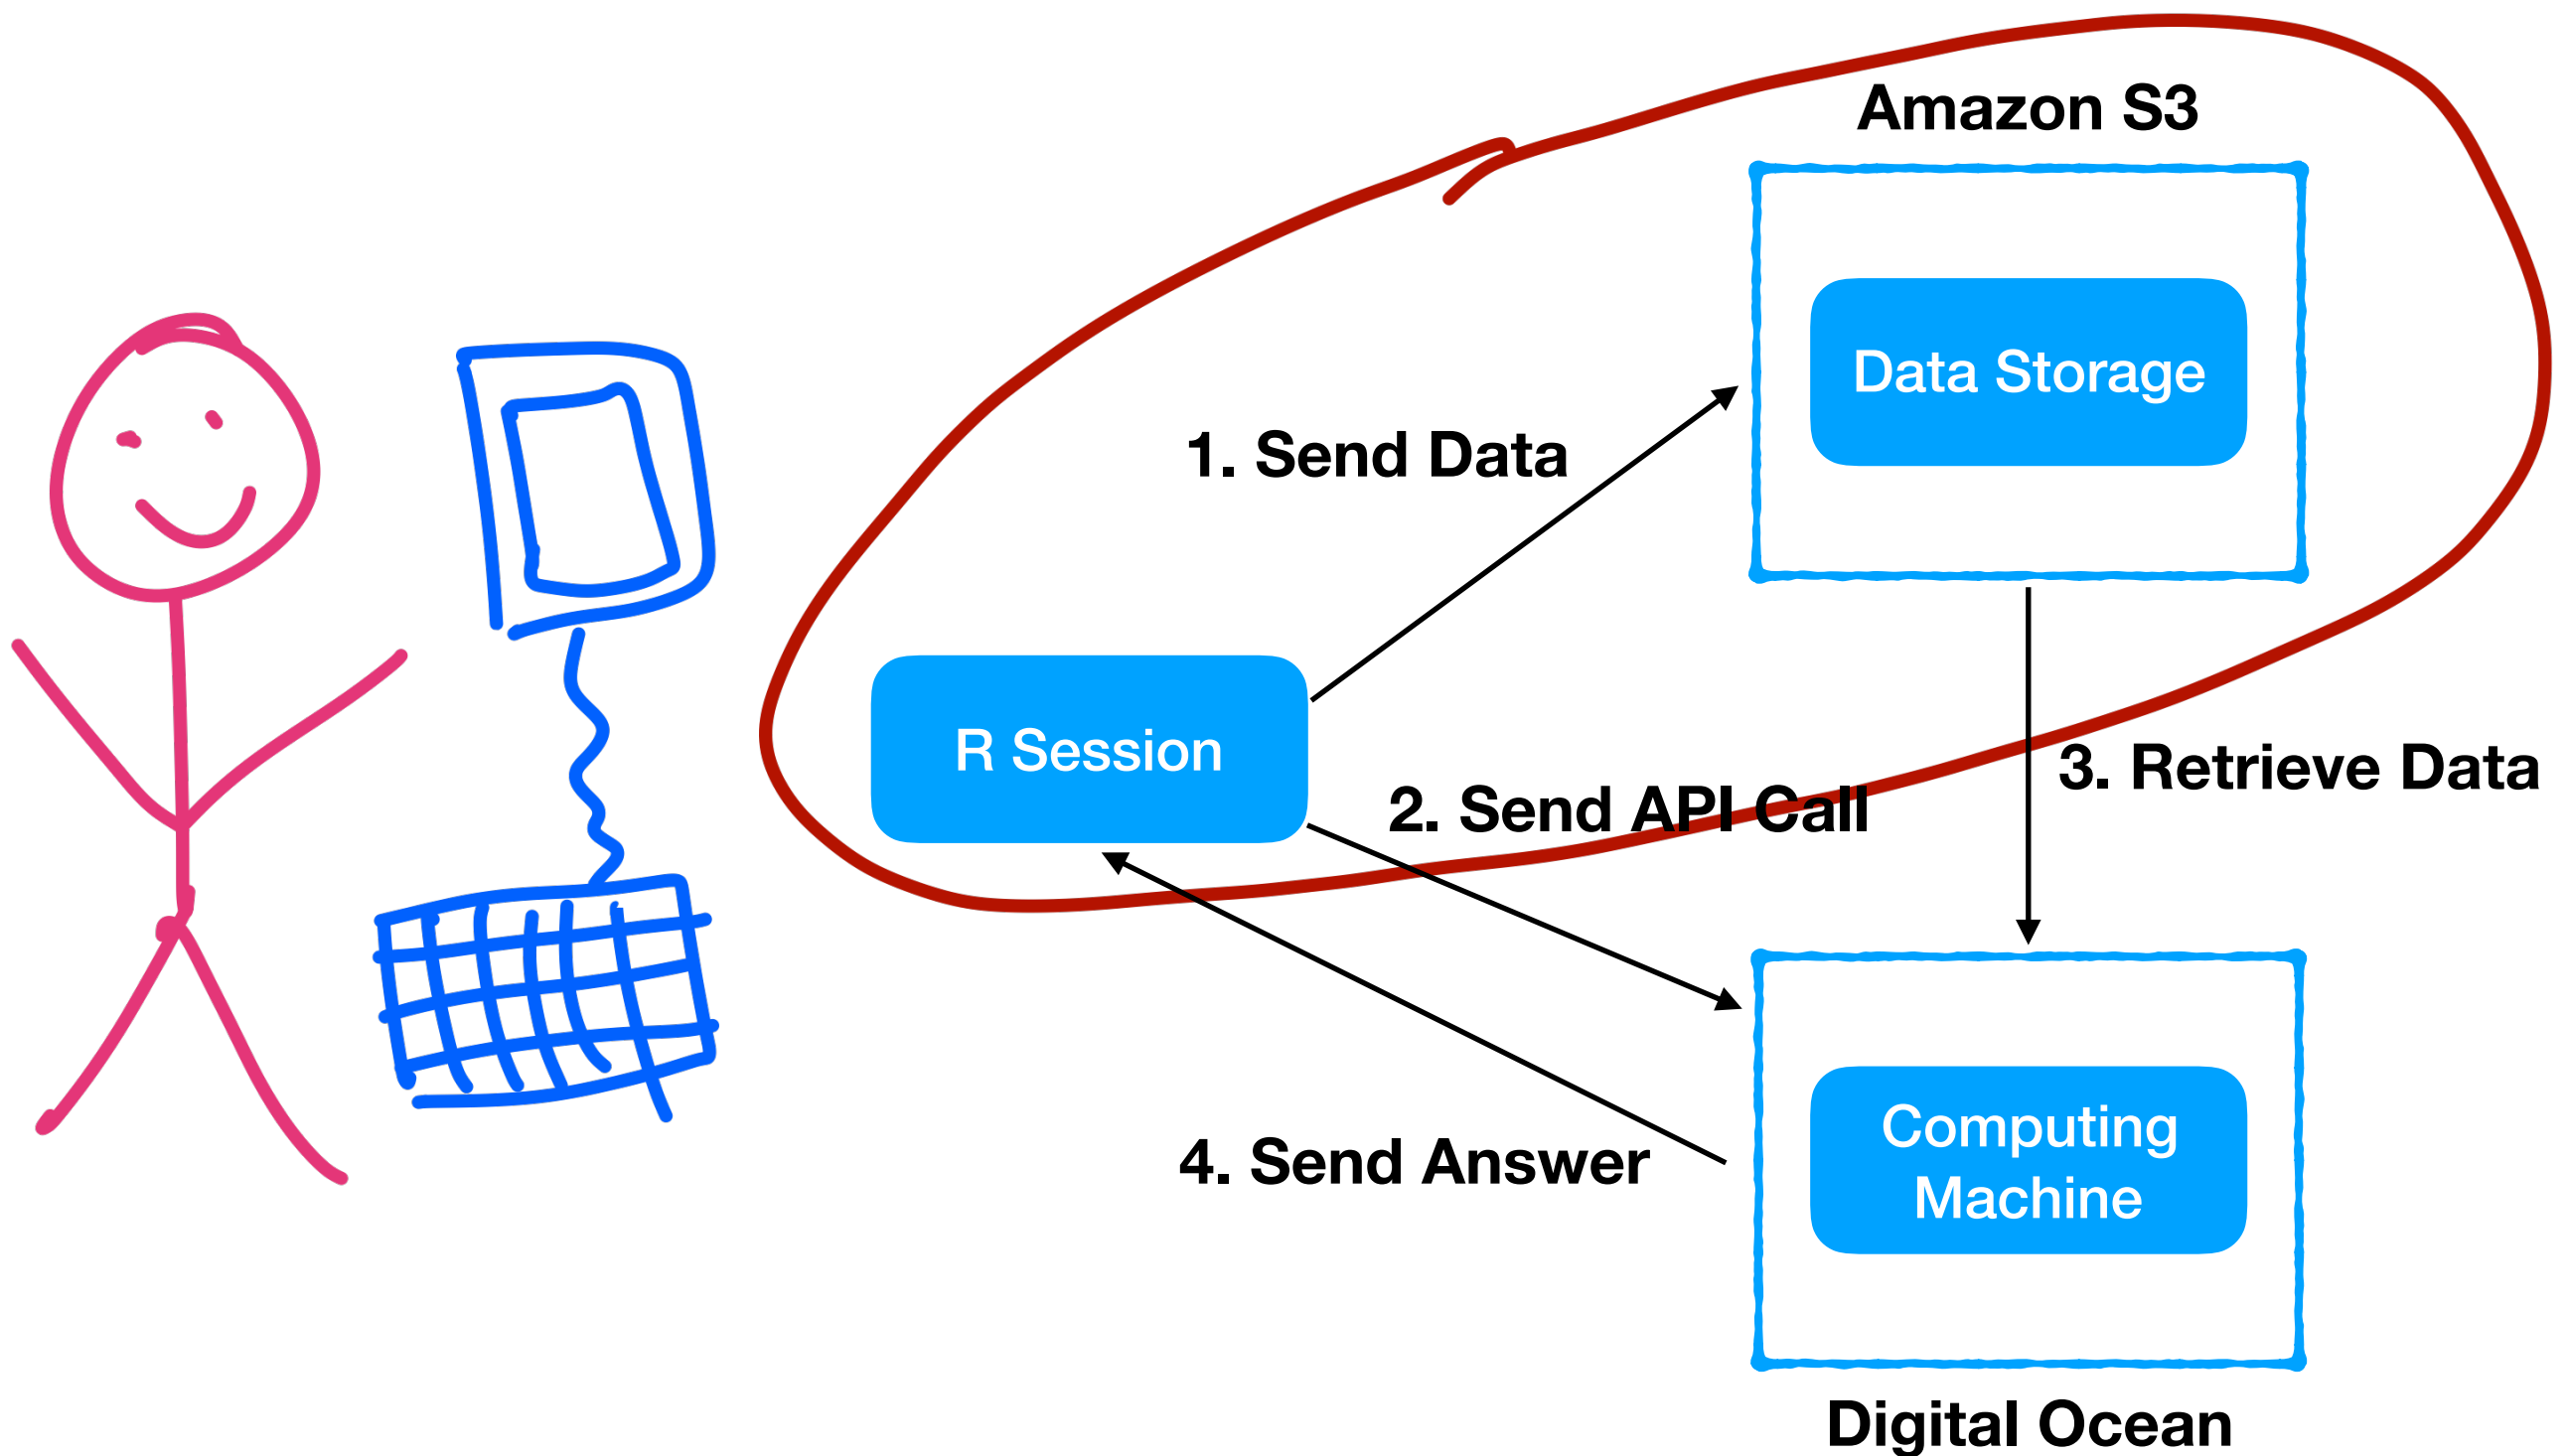 Amazon S3
Data Storage
1. Send Data
R Session
2. Send API Call
3. Retrieve Data
Computing
Machine
4. Send Answer
Digital Ocean